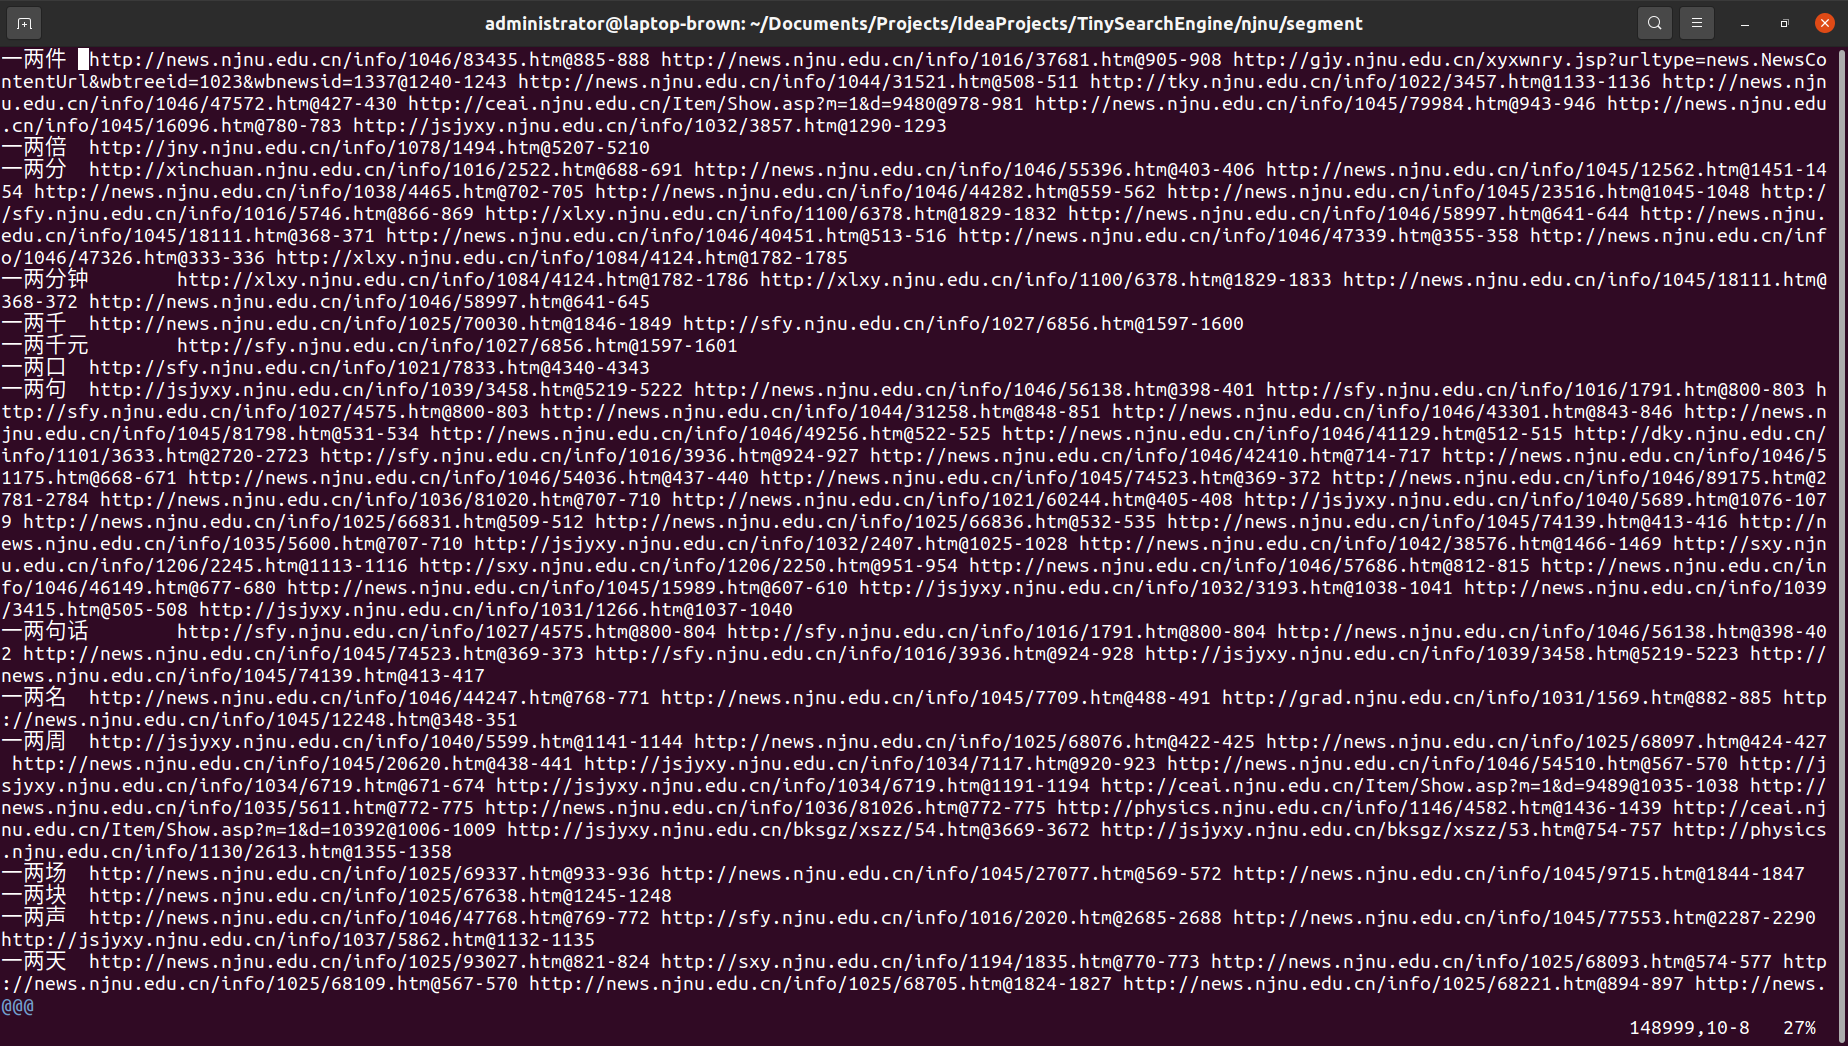 administrator@laptop-brown: ~/Documents/Projects/IdeaProjects/TinySearchEngine/njnu/segment
一两件 http://news.njnu.edu.cn/info/1046/83435.htm@885-888 http://news.njnu.edu.cn/info/1016/37681.htm@905-908 http://gjy.njnu.edu.cn/xyxwnry.jsp?urltype=news.NewsCo
ntentUrl&wbtreeid=1023&wbnewsid=1337@1240-1243 http://news.njnu.edu.cn/info/1044/31521.htm@508-511 http://tky.njnu.edu.cn/info/1022/3457.htm@1133-1136 http://news.njn
u.edu.cn/info/1046/47572.htm@427-430 http://ceai.njnu.edu.cn/Item/Show.asp?m=1&d=9480@978-981 http://news.njnu.edu.cn/info/1045/79984.htm@943-946 http://news.njnu.edu
.cn/info/1045/16096.htm@780-783 http://jsjyxy.njnu.edu.cn/info/1032/3857.htm@1290-1293
一两倍 http://jny.njnu.edu.cn/info/1078/1494.htm@5207-5210
一两分 http://xinchuan.njnu.edu.cn/info/1016/2522.htm@688-691 http://news.njnu.edu.cn/info/1046/55396.htm@403-406 http://news.njnu.edu.cn/info/1045/12562.htm@1451-14
54 http://news.njnu.edu.cn/info/1038/4465.htm@702-705 http://news.njnu.edu.cn/info/1046/44282.htm@559-562 http://news.njnu.edu.cn/info/1045/23516.htm@1045-1048 http:/
/sfy.njnu.edu.cn/info/1016/5746.htm@866-869 http://xlxy.njnu.edu.cn/info/1100/6378.htm@1829-1832 http://news.njnu.edu.cn/info/1046/58997.htm@641-644 http://news.njnu.
edu.cn/info/1045/18111.htm@368-371 http://news.njnu.edu.cn/info/1046/40451.htm@513-516 http://news.njnu.edu.cn/info/1046/47339.htm@355-358 http://news.njnu.edu.cn/inf
o/1046/47326.htm@333-336 http://xlxy.njnu.edu.cn/info/1084/4124.htm@1782-1785
一两分钟 http://xlxy.njnu.edu.cn/info/1084/4124.htm@1782-1786 http://xlxy.njnu.edu.cn/info/1100/6378.htm@1829-1833 http://news.njnu.edu.cn/info/1045/18111.htm@
368-372 http://news.njnu.edu.cn/info/1046/58997.htm@641-645
一两千 http://news.njnu.edu.cn/info/1025/70030.htm@1846-1849 http://sfy.njnu.edu.cn/info/1027/6856.htm@1597-1600
一两千元 http://sfy.njnu.edu.cn/info/1027/6856.htm@1597-1601
一两口 http://sfy.njnu.edu.cn/info/1021/7833.htm@4340-4343
一两句 http://jsjyxy.njnu.edu.cn/info/1039/3458.htm@5219-5222 http://news.njnu.edu.cn/info/1046/56138.htm@398-401 http://sfy.njnu.edu.cn/info/1016/1791.htm@800-803 h
ttp://sfy.njnu.edu.cn/info/1027/4575.htm@800-803 http://news.njnu.edu.cn/info/1044/31258.htm@848-851 http://news.njnu.edu.cn/info/1046/43301.htm@843-846 http://news.n
jnu.edu.cn/info/1045/81798.htm@531-534 http://news.njnu.edu.cn/info/1046/49256.htm@522-525 http://news.njnu.edu.cn/info/1046/41129.htm@512-515 http://dky.njnu.edu.cn/
info/1101/3633.htm@2720-2723 http://sfy.njnu.edu.cn/info/1016/3936.htm@924-927 http://news.njnu.edu.cn/info/1046/42410.htm@714-717 http://news.njnu.edu.cn/info/1046/5
1175.htm@668-671 http://news.njnu.edu.cn/info/1046/54036.htm@437-440 http://news.njnu.edu.cn/info/1045/74523.htm@369-372 http://news.njnu.edu.cn/info/1046/89175.htm@2
781-2784 http://news.njnu.edu.cn/info/1036/81020.htm@707-710 http://news.njnu.edu.cn/info/1021/60244.htm@405-408 http://jsjyxy.njnu.edu.cn/info/1040/5689.htm@1076-107
9 http://news.njnu.edu.cn/info/1025/66831.htm@509-512 http://news.njnu.edu.cn/info/1025/66836.htm@532-535 http://news.njnu.edu.cn/info/1045/74139.htm@413-416 http://n
ews.njnu.edu.cn/info/1035/5600.htm@707-710 http://jsjyxy.njnu.edu.cn/info/1032/2407.htm@1025-1028 http://news.njnu.edu.cn/info/1042/38576.htm@1466-1469 http://sxy.njn
u.edu.cn/info/1206/2245.htm@1113-1116 http://sxy.njnu.edu.cn/info/1206/2250.htm@951-954 http://news.njnu.edu.cn/info/1046/57686.htm@812-815 http://news.njnu.edu.cn/in
fo/1046/46149.htm@677-680 http://news.njnu.edu.cn/info/1045/15989.htm@607-610 http://jsjyxy.njnu.edu.cn/info/1032/3193.htm@1038-1041 http://news.njnu.edu.cn/info/1039
/3415.htm@505-508 http://jsjyxy.njnu.edu.cn/info/1031/1266.htm@1037-1040
一两句话 http://sfy.njnu.edu.cn/info/1027/4575.htm@800-804 http://sfy.njnu.edu.cn/info/1016/1791.htm@800-804 http://news.njnu.edu.cn/info/1046/56138.htm@398-40
2 http://news.njnu.edu.cn/info/1045/74523.htm@369-373 http://sfy.njnu.edu.cn/info/1016/3936.htm@924-928 http://jsjyxy.njnu.edu.cn/info/1039/3458.htm@5219-5223 http://
news.njnu.edu.cn/info/1045/74139.htm@413-417
一两名 http://news.njnu.edu.cn/info/1046/44247.htm@768-771 http://news.njnu.edu.cn/info/1045/7709.htm@488-491 http://grad.njnu.edu.cn/info/1031/1569.htm@882-885 http
://news.njnu.edu.cn/info/1045/12248.htm@348-351
一两周 http://jsjyxy.njnu.edu.cn/info/1040/5599.htm@1141-1144 http://news.njnu.edu.cn/info/1025/68076.htm@422-425 http://news.njnu.edu.cn/info/1025/68097.htm@424-427
http://news.njnu.edu.cn/info/1045/20620.htm@438-441 http://jsjyxy.njnu.edu.cn/info/1034/7117.htm@920-923 http://news.njnu.edu.cn/info/1046/54510.htm@567-570 http://j
sjyxy.njnu.edu.cn/info/1034/6719.htm@671-674 http://jsjyxy.njnu.edu.cn/info/1034/6719.htm@1191-1194 http://ceai.njnu.edu.cn/Item/Show.asp?m=1&d=9489@1035-1038 http://
news.njnu.edu.cn/info/1035/5611.htm@772-775 http://news.njnu.edu.cn/info/1036/81026.htm@772-775 http://physics.njnu.edu.cn/info/1146/4582.htm@1436-1439 http://ceai.nj
nu.edu.cn/Item/Show.asp?m=1&d=10392@1006-1009 http://jsjyxy.njnu.edu.cn/bksgz/xszz/54.htm@3669-3672 http://jsjyxy.njnu.edu.cn/bksgz/xszz/53.htm@754-757 http://physics
.njnu.edu.cn/info/1130/2613.htm@1355-1358
一两场 http://news.njnu.edu.cn/info/1025/69337.htm@933-936 http://news.njnu.edu.cn/info/1045/27077.htm@569-572 http://news.njnu.edu.cn/info/1045/9715.htm@1844-1847
一两块 http://news.njnu.edu.cn/info/1025/67638.htm@1245-1248
一两声 http://news.njnu.edu.cn/info/1046/47768.htm@769-772 http://sfy.njnu.edu.cn/info/1016/2020.htm@2685-2688 http://news.njnu.edu.cn/info/1045/77553.htm@2287-2290
http://jsjyxy.njnu.edu.cn/info/1037/5862.htm@1132-1135
一两天 http://news.njnu.edu.cn/info/1025/93027.htm@821-824 http://sxy.njnu.edu.cn/info/1194/1835.htm@770-773 http://news.njnu.edu.cn/info/1025/68093.htm@574-577 http
://news.njnu.edu.cn/info/1025/68109.htm@567-570 http://news.njnu.edu.cn/info/1025/68705.htm@1824-1827 http://news.njnu.edu.cn/info/1025/68221.htm@894-897 http://news.
@@@
148999,10-8 27%